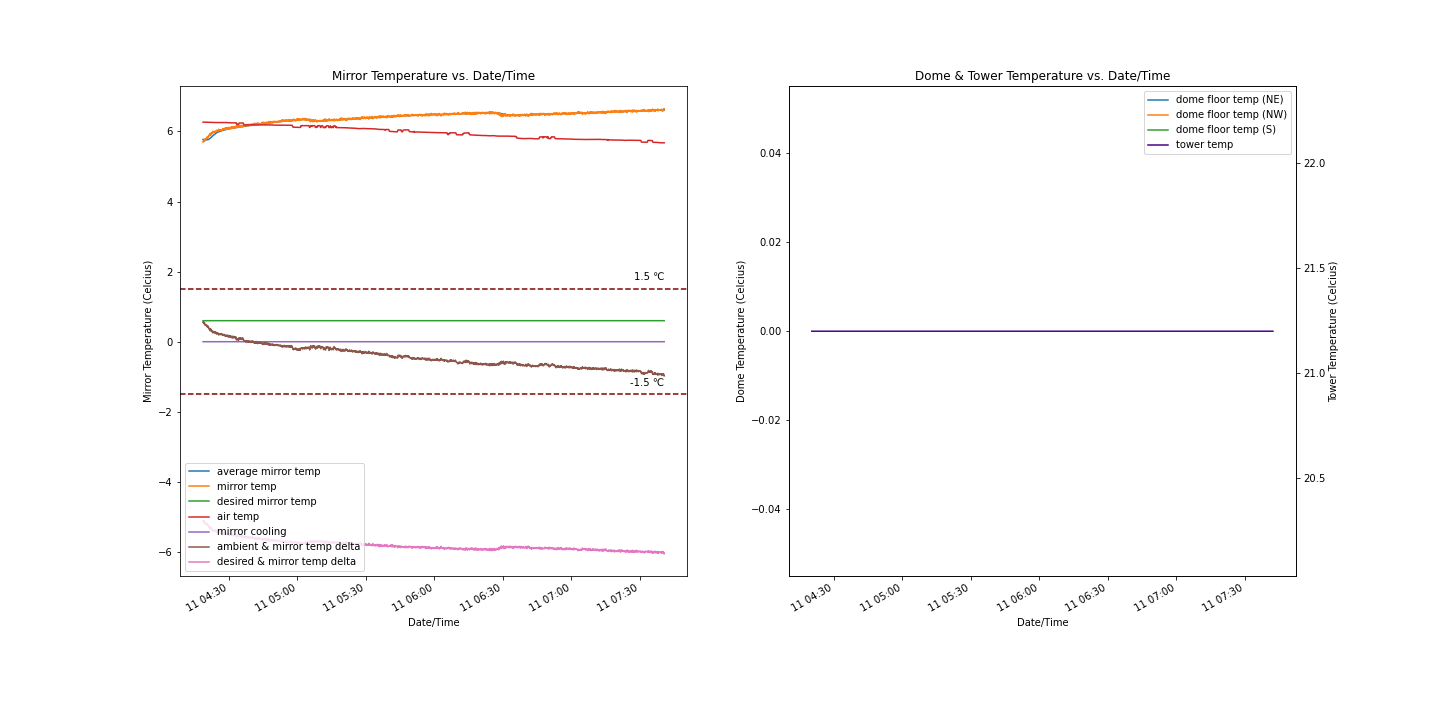 Mirror Temperature vs. Date/Time
Mirror Temperature (Celcius)
6
4
2
0
−2
−4
−6
1.5 °C
-1.5 °C
average mirror temp
mirror temp
desired mirror temp
air temp
mirror cooling
ambient & mirror temp delta
desired & mirror temp delta
11 04:30
11 05:00
11 05:30
11 06:00
11 06:30
11 07:00
11 07:30
Date/Time
Dome & Tower Temperature vs. Date/Time
Dome Temperature (Celcius)
0.04
0.02
0.00
−0.02
−0.04
dome floor temp (NE)
dome floor temp (NW)
dome floor temp (S)
tower temp
22.0
21.5
21.0
20.5
Tower Temperature (Celcius)
11 04:30
11 05:00
11 05:30
11 06:00
11 06:30
11 07:00
11 07:30
Date/Time